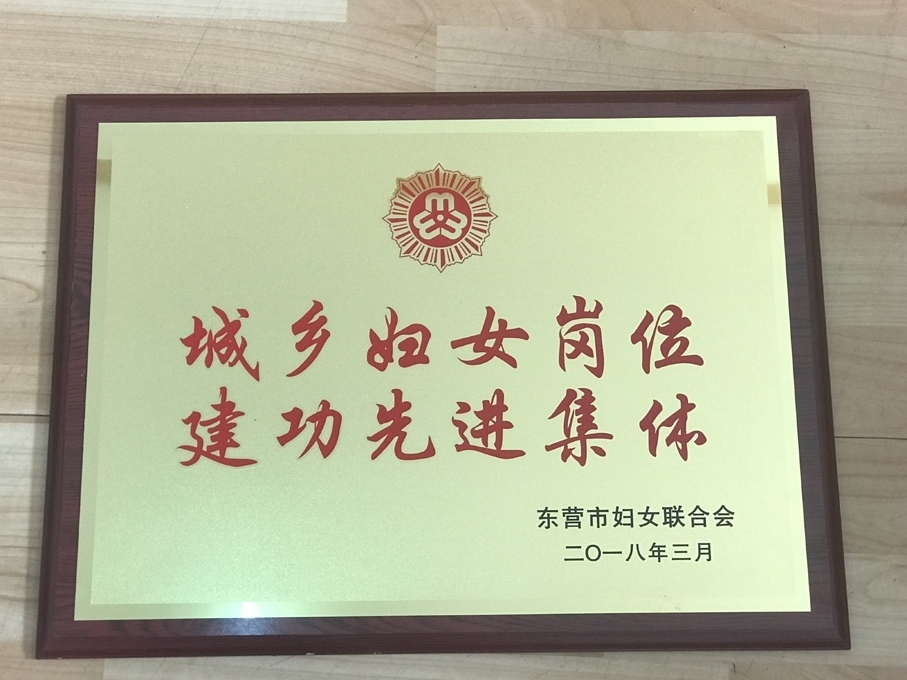 城乡妇女岗位
建功先进集体
东营市妇女联合会
二〇一八年三月